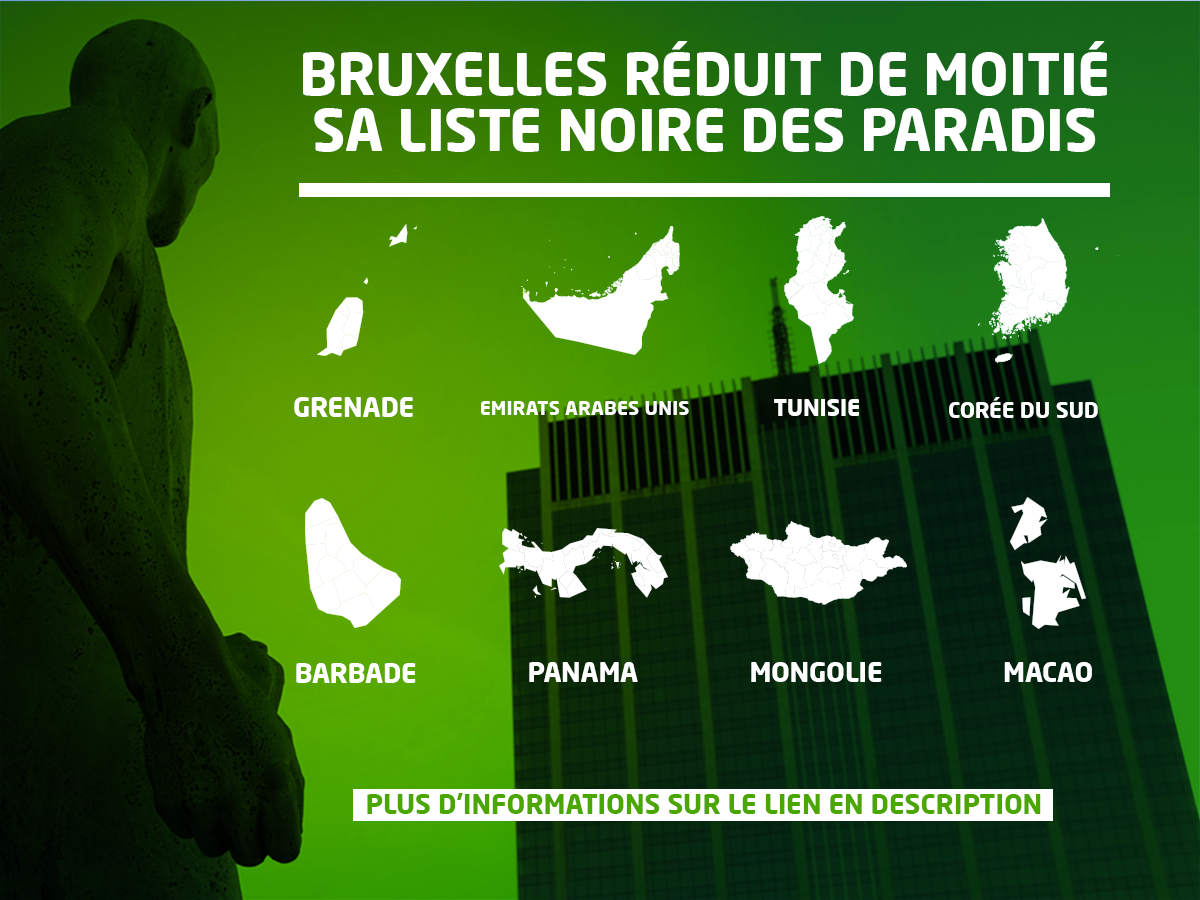 BRUXELLES RÉDUIT DE MOITIÉ
SA LISTE NOIRE DES PARADIS
GRENADE
EMIRATS ARABES UNIS
TUNISIE
CORÉE DU SUD
BARBADE
PANAMA
MONGOLIE
MACAO
PLUS D'INFORMATIONS SUR LE LIEN EN DESCRIPTION